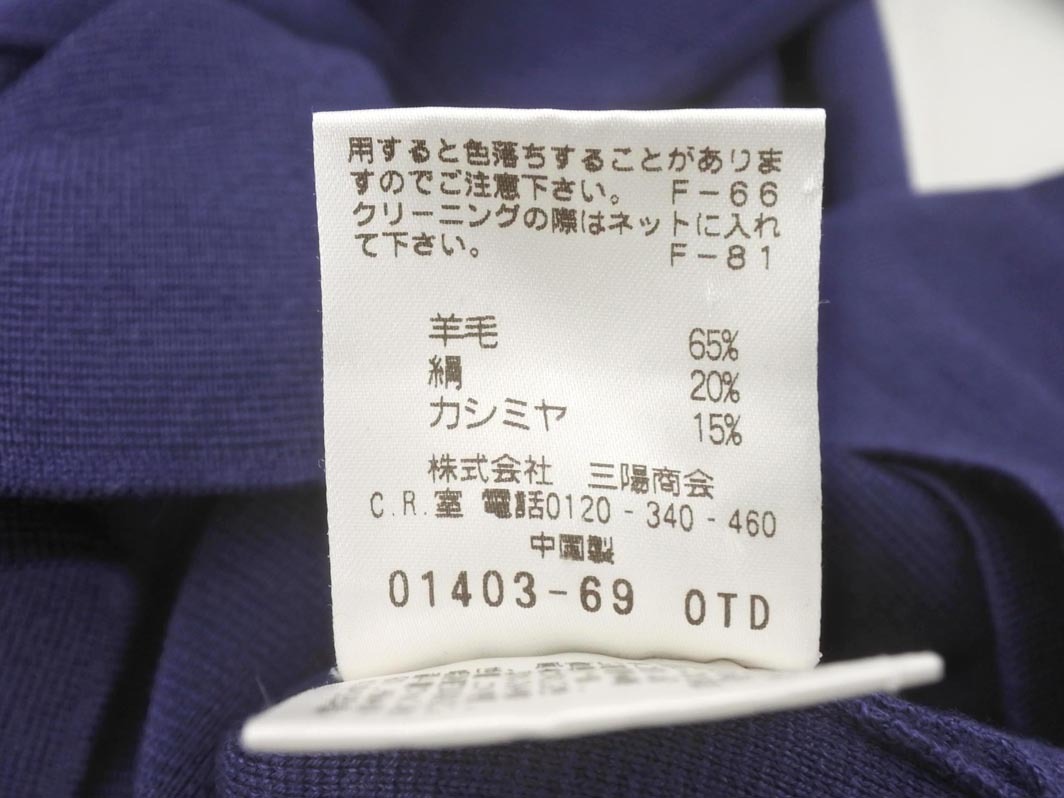 用すると色落ちすることがありま
すのでご注意下さい。 F-66
クリーニングの際はネットに入れ
て下さい。 F-81
羊毛 65%
綿 20%
カシミヤ 15%
株式会社 三陽商会
C.R.室 電話0120-340-460
中国製
01403-69 OTD